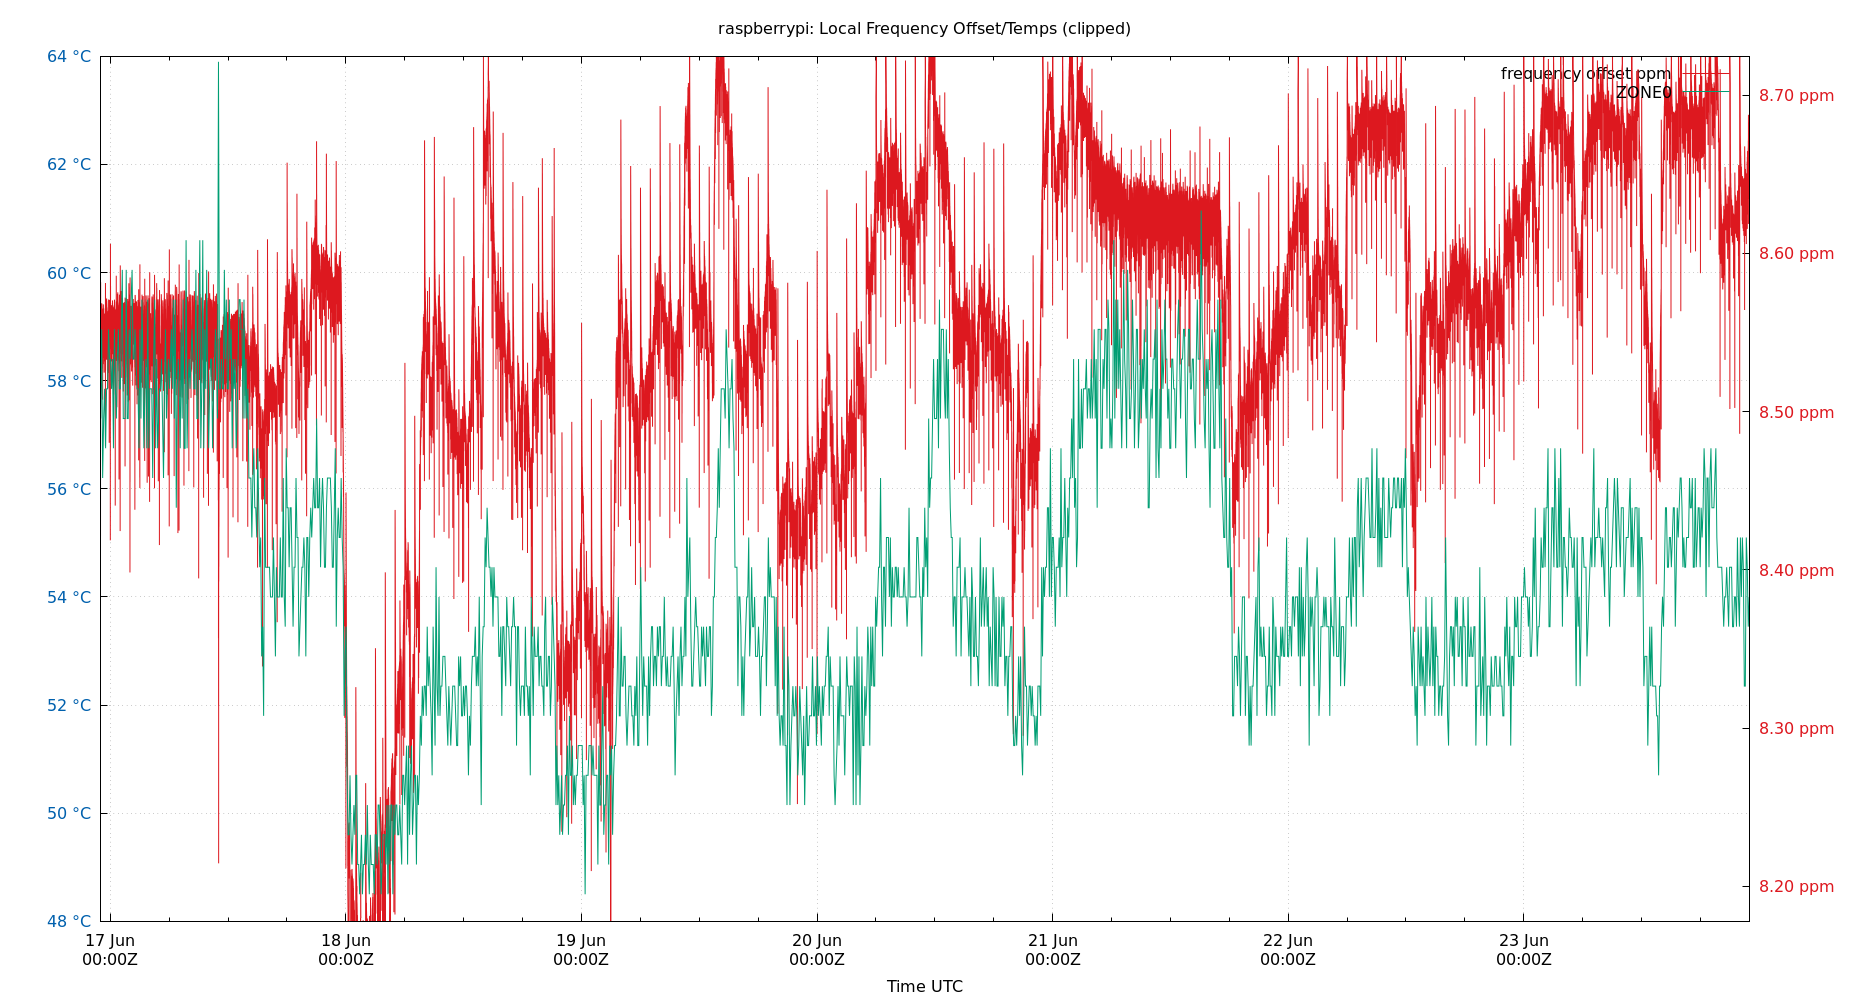 raspberrypi: Local Frequency Offset/Temps (clipped)
64 °C
62 °C
60 °C
58 °C
56 °C
54 °C
52 °C
50 °C
48 °C
frequency offset ppm
ZONE0
8.70 ppm
8.60 ppm
8.50 ppm
8.40 ppm
8.30 ppm
8.20 ppm
17 Jun
00:00Z
18 Jun
00:00Z
19 Jun
00:00Z
20 Jun
00:00Z
21 Jun
00:00Z
22 Jun
00:00Z
23 Jun
00:00Z
Time UTC